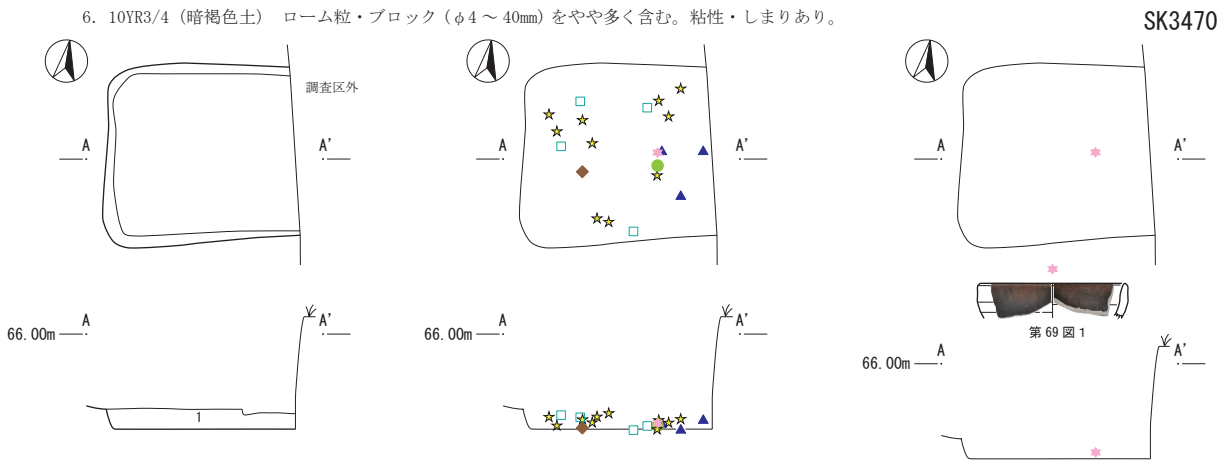 6. 10YR3/4（暗褐色土） ローム粒・ブロック（φ4～40㎜）をやや多く含む。粘性・しまりあり。
SK3470
調査区外
A
A'
A
A'
A
A'
第 69 図 1
66.00m
A
A'
1
66.00m
A
A'
66.00m
A
A'